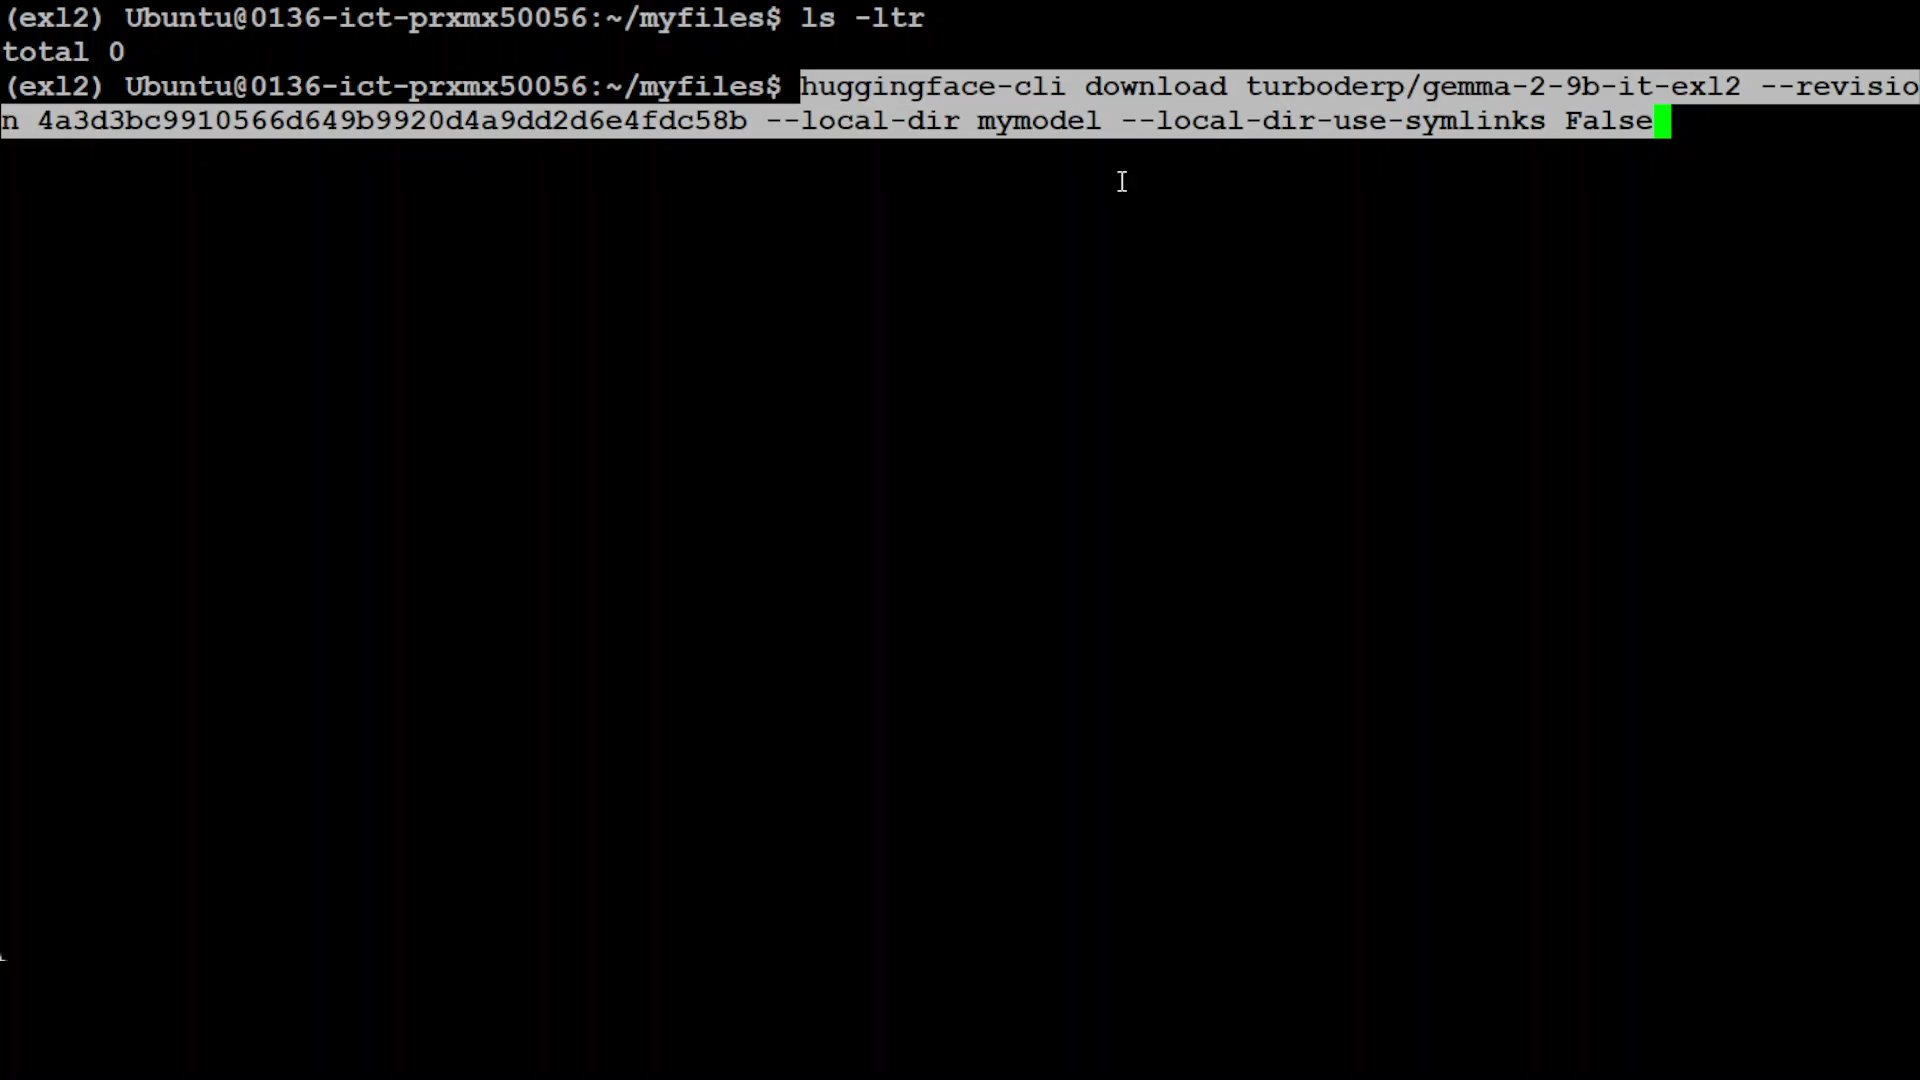 (exl2) Ubuntu@0136-ict-prxmx50056:~/myfiles$ ls -ltr
total 0
(exl2) Ubuntu@0136-ict-prxmx50056:~/myfiles$ huggingface-cli download turboderp/gemma-2-9b-it-exl2 --revisio
n 4a3d3bc9910566d649b9920d4a9dd2d6e4fdc58b --local-dir mymodel --local-dir-use-symlinks False